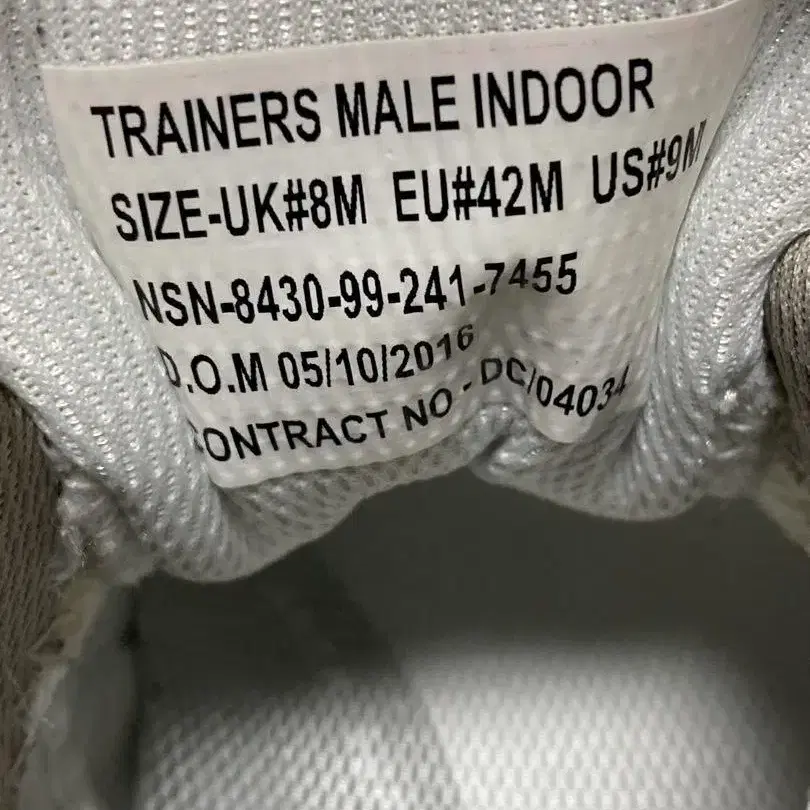 TRAINERS MALE INDOOR
SIZE-UK#8M EU#42M US#9M
NSN-8430-99-241-7455
D.O.M 05/10/2016
CONTRACT NO - DC/04034